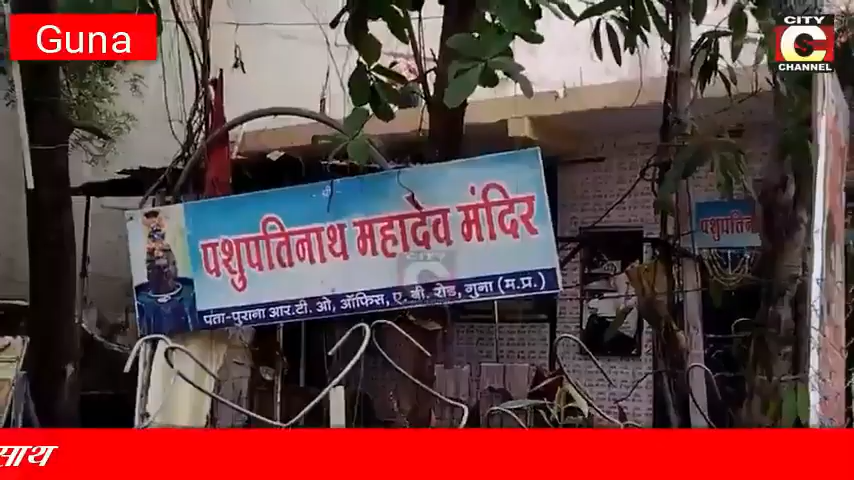 Guna
CITY
C
CHANNEL
पशुपतिनाथ महादेव मंदिर
पता-पुराना आर.टी. ओ, ऑफिस, ए. बी. रोड, गुना (म.प्र.)
पशुपतिना
साथ